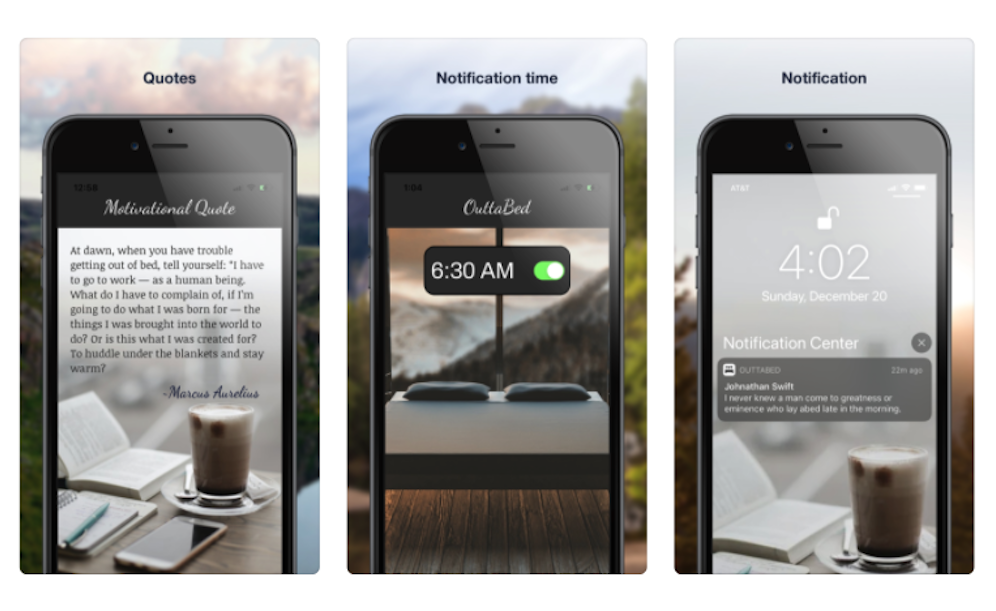 Quotes
12:58
Motivational Quote
At dawn, when you have trouble
getting out of bed, tell yourself: "I have
to go to work — as a human being.
What do I have to complain of, if I'm
going to do what I was born for — the
things I was brought into the world to
do? Or is this what I was created for?
To huddle under the blankets and stay
warm?
-Marcus Aurelius
Notification time
1:04
OuttaBed
6:30 AM
Notification
AT&T
4:02
Sunday, December 20
Notification Center
OUTTABED 22m ago
Johnathan Swift
I never knew a man come to greatness or
eminence who lay abed late in the morning.